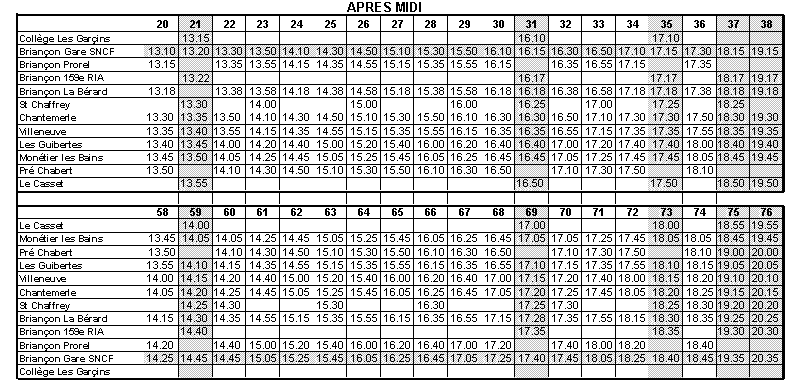 APRES MIDI
20 21 22 23 24 25 26 27 28 29 30 31 32 33 34 35 36 37 38
Collège Les Garçins 13.15 16.10 17.10
Briançon Gare SNCF 13.10 13.20 13.30 13.50 14.10 14.30 14.50 15.10 15.30 15.50 16.10 16.15 16.30 16.50 17.10 17.15 17.30 18.15 19.15
Briançon Prorel 13.15 13.35 13.55 14.15 14.35 14.55 15.15 15.35 15.55 16.15 16.35 16.55 17.15 17.35
Briançon 159e RIA 13.22 16.17 17.17 18.17 19.17
Briançon La Bérard 13.18 13.38 13.58 14.18 14.38 14.58 15.18 15.38 15.58 16.18 16.18 16.38 16.58 17.18 17.18 17.38 18.18 19.18
St Chaffrey 13.30 14.00 15.00 16.00 16.25 17.00 17.25 18.25
Chantemerle 13.30 13.35 13.50 14.10 14.30 14.50 15.10 15.30 15.50 16.10 16.30 16.30 16.50 17.10 17.30 17.30 17.50 18.30 19.30
Villeneuve 13.35 13.40 13.55 14.15 14.35 14.55 15.15 15.35 15.55 16.15 16.35 16.35 16.55 17.15 17.35 17.35 17.55 18.35 19.35
Les Guibertes 13.40 13.45 14.00 14.20 14.40 15.00 15.20 15.40 16.00 16.20 16.40 16.40 17.00 17.20 17.40 17.40 18.00 18.40 19.40
Monétier les Bains 13.45 13.50 14.05 14.25 14.45 15.05 15.25 15.45 16.05 16.25 16.45 16.45 17.05 17.25 17.45 17.45 18.05 18.45 19.45
Pré Chabert 13.50 14.10 14.30 14.50 15.10 15.30 15.50 16.10 16.30 16.50 17.10 17.30 17.50 18.10
Le Casset 13.55 16.50 17.50 18.50 19.50
58 59 60 61 62 63 64 65 66 67 68 69 70 71 72 73 74 75 76
Le Casset 14.00 17.00 18.00 18.55 19.55
Monétier les Bains 13.45 14.05 14.05 14.25 14.45 15.05 15.25 15.45 16.05 16.25 16.45 17.05 17.05 17.25 17.45 18.05 18.05 18.45 19.45
Pré Chabert 13.50 14.10 14.30 14.50 15.10 15.30 15.50 16.10 16.30 16.50 17.10 17.30 17.50 18.10 19.00 20.00
Les Guibertes 13.55 14.10 14.15 14.35 14.55 15.15 15.35 15.55 16.15 16.35 16.55 17.10 17.15 17.35 17.55 18.10 18.15 19.05 20.05
Villeneuve 14.00 14.15 14.20 14.40 15.00 15.20 15.40 16.00 16.20 16.40 17.00 17.15 17.20 17.40 18.00 18.15 18.20 19.10 20.10
Chantemerle 14.05 14.20 14.25 14.45 15.05 15.25 15.45 16.05 16.25 16.45 17.05 17.20 17.25 17.45 18.05 18.20 18.25 19.15 20.15
St Chaffrey 14.25 14.30 15.30 16.30 17.25 17.30 18.25 18.30 19.20 20.20
Briançon La Bérard 14.15 14.30 14.35 14.55 15.15 15.35 15.55 16.15 16.35 16.55 17.15 17.28 17.35 17.55 18.15 18.30 18.35 19.25 20.25
Briançon 159e RIA 14.40 17.35 18.35 19.30 20.30
Briançon Prorel 14.20 14.40 15.00 15.20 15.40 16.00 16.20 16.40 17.00 17.20 17.40 18.00 18.20 18.40
Briançon Gare SNCF 14.25 14.45 14.45 15.05 15.25 15.45 16.05 16.25 16.45 17.05 17.25 17.40 17.45 18.05 18.25 18.40 18.45 19.35 20.35
Collège Les Garçins